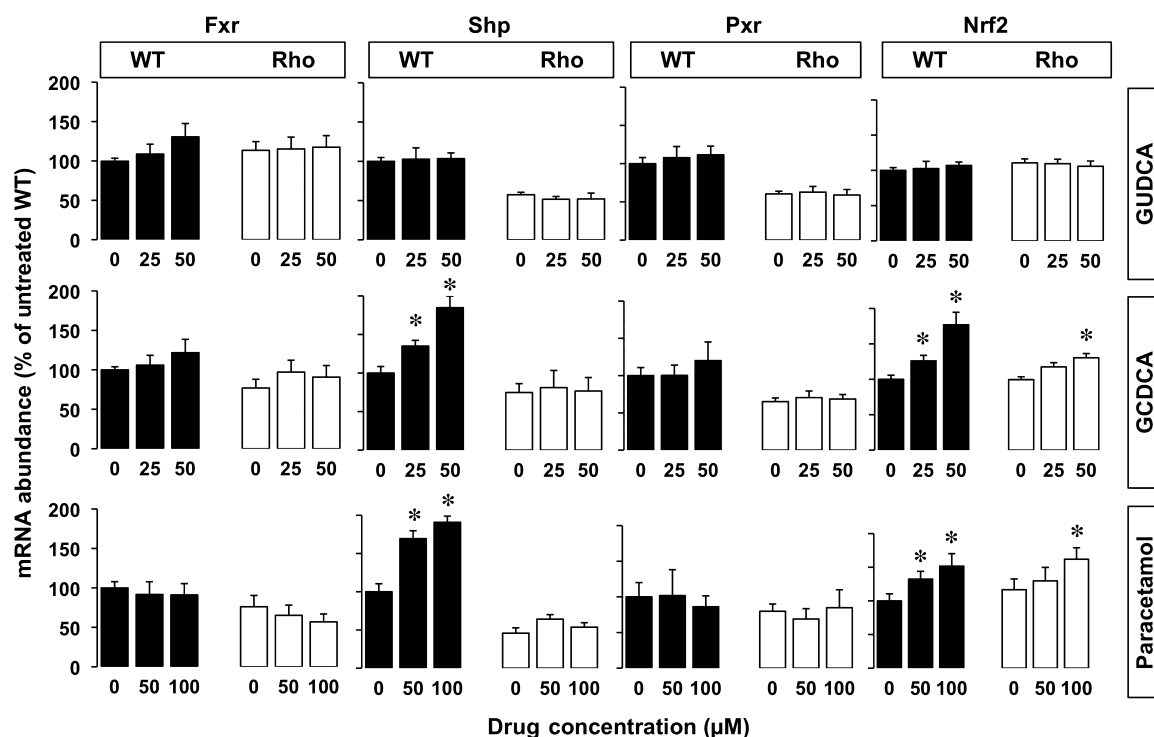 Fxr Shp Pxr Nrf2
WT Rho WT Rho WT Rho WT Rho
mRNA abundance (% of untreated WT)
200
150
100
50
0
0 25 50 0 25 50 0 25 50 0 25 50 0 25 50 0 25 50 0 25 50 0 25 50
GUDCA
* * * * *
200
150
100
50
0
0 25 50 0 25 50 0 25 50 0 25 50 0 25 50 0 25 50 0 25 50 0 25 50
GCDCA
* * * * *
200
150
100
50
0
0 50 100 0 50 100 0 50 100 0 50 100 0 50 100 0 50 100 0 50 100 0 50 100
Paracetamol
Drug concentration (μM)